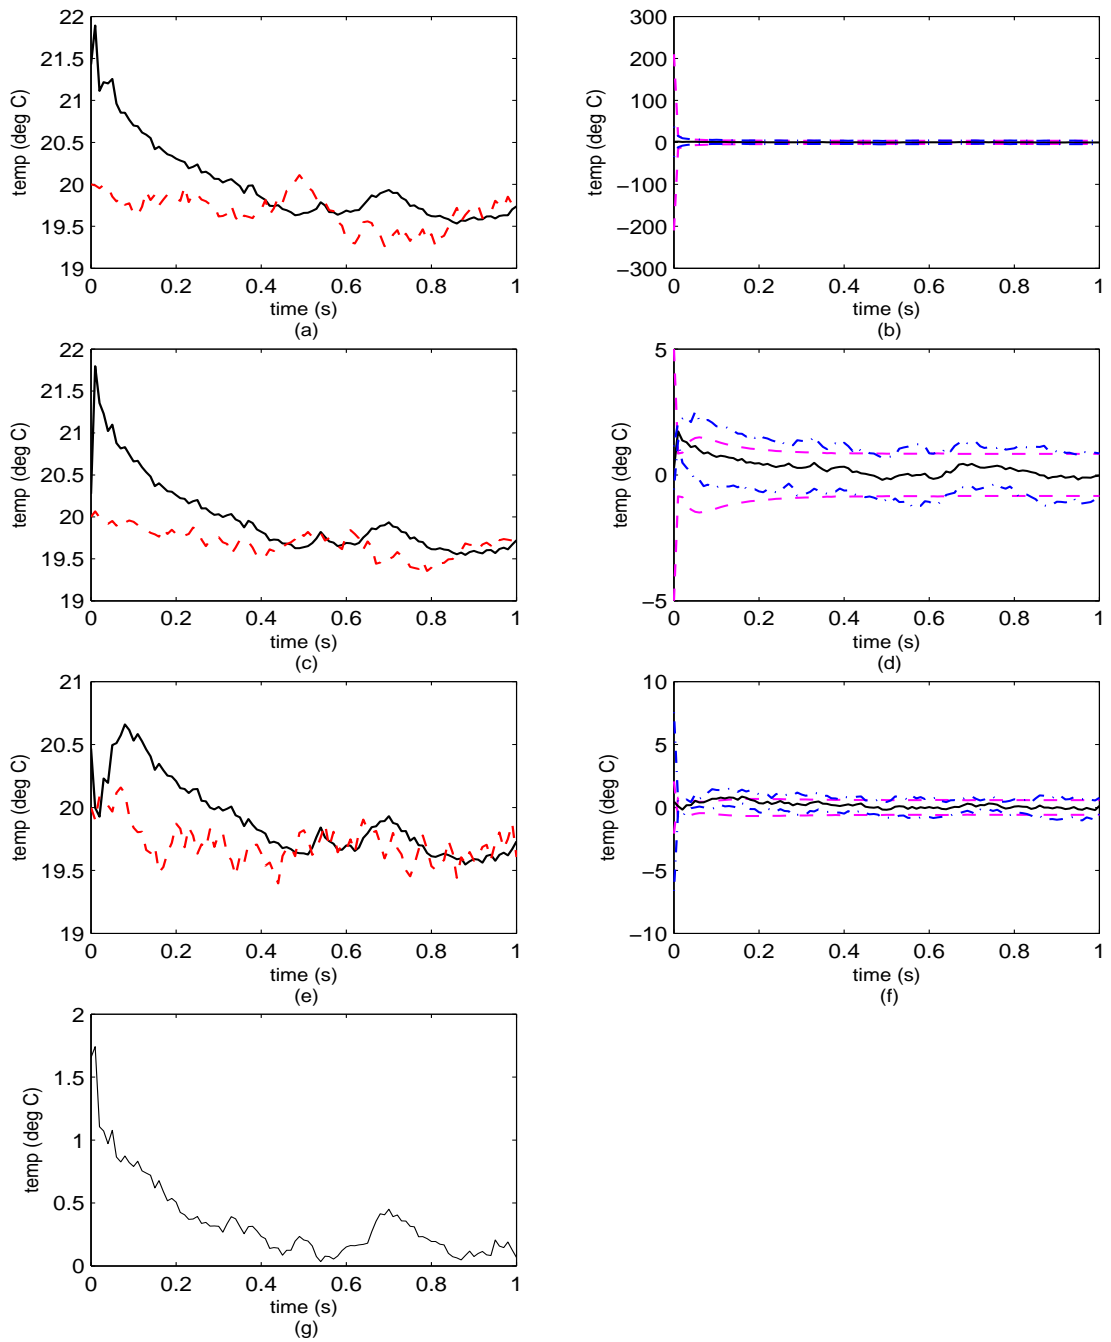 22
21.5
21
20.5
20
19.5
19
temp (deg C)
0 0.2 0.4 0.6 0.8 1
time (s)
(a)
300
200
100
0
−100
−200
−300
temp (deg C)
0 0.2 0.4 0.6 0.8 1
time (s)
(b)
22
21.5
21
20.5
20
19.5
19
temp (deg C)
0 0.2 0.4 0.6 0.8 1
time (s)
(c)
5
0
−5
temp (deg C)
0 0.2 0.4 0.6 0.8 1
time (s)
(d)
21
20.5
20
19.5
19
temp (deg C)
0 0.2 0.4 0.6 0.8 1
time (s)
(e)
10
5
0
−5
−10
temp (deg C)
0 0.2 0.4 0.6 0.8 1
time (s)
(f)
2
1.5
1
0.5
0
temp (deg C)
0 0.2 0.4 0.6 0.8 1
time (s)
(g)